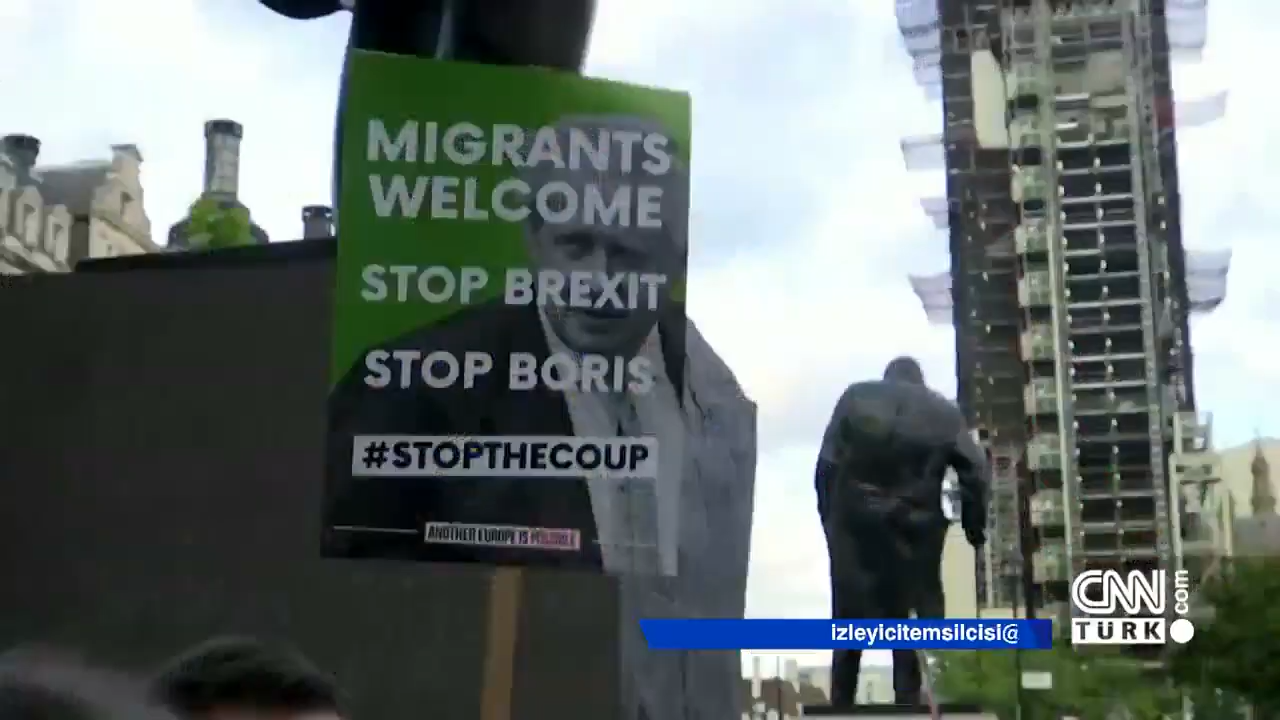 MIGRANTS
WELCOME
STOP BREXIT
STOP BORIS
#STOPTHECOUP
ANOTHER EUROPE IS POSSIBLE
izleyicitemsilcisi@
CNN
TÜRK
.com